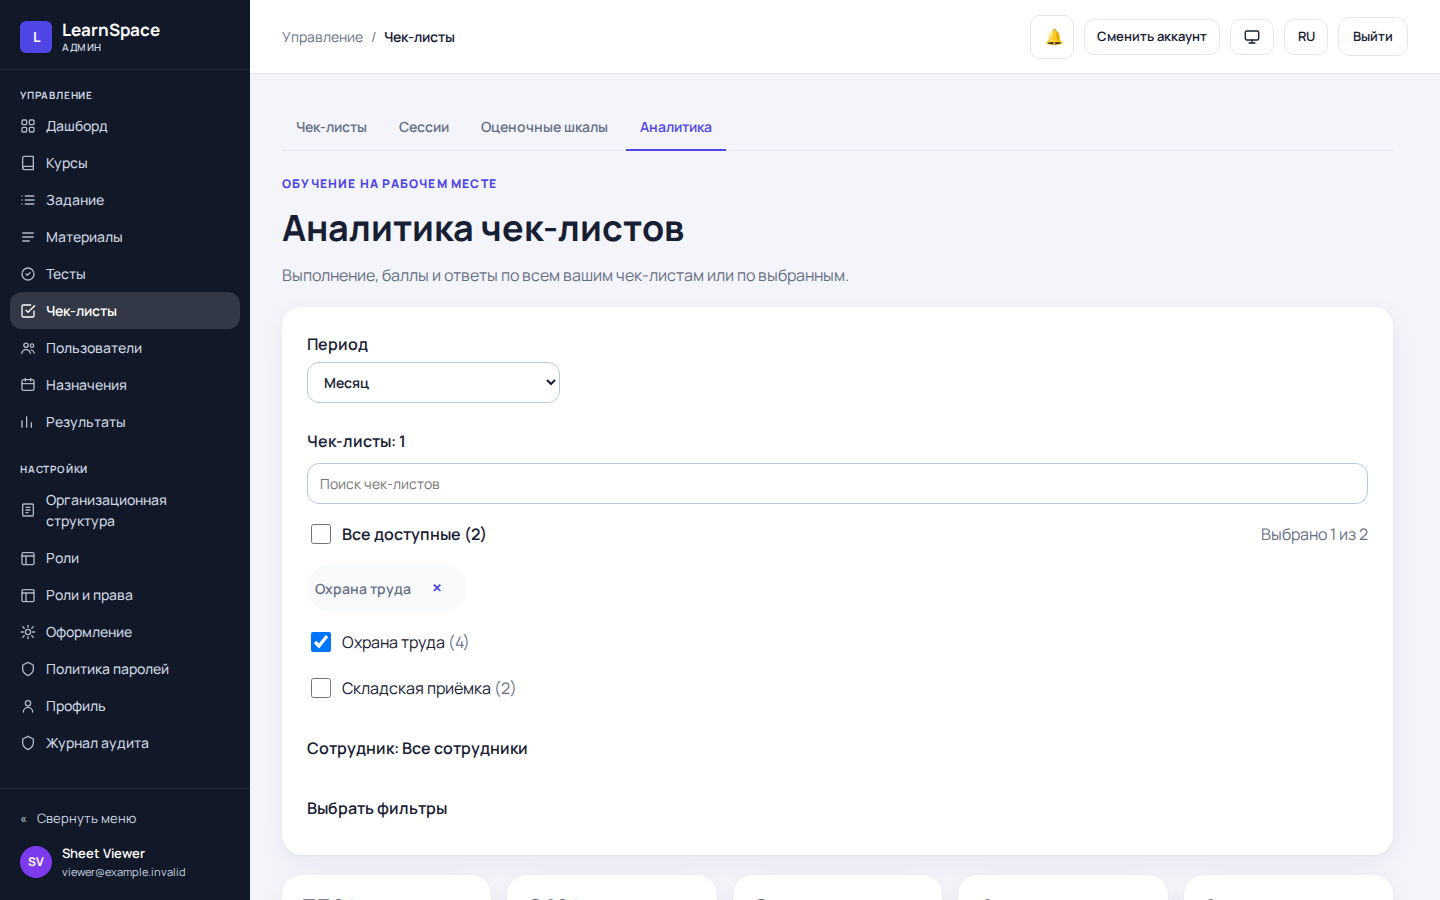 L
LearnSpace
АДМИН
УПРАВЛЕНИЕ
Дашборд
Курсы
Задание
Материалы
Тесты
Чек-листы
Пользователи
Назначения
Результаты
НАСТРОЙКИ
Организационная
структура
Роли
Роли и права
Оформление
Политика паролей
Профиль
Журнал аудита
« Свернуть меню
SV
Sheet Viewer
viewer@example.invalid
Управление / Чек-листы
Сменить аккаунт
RU
Выйти
Чек-листы Сессии Оценочные шкалы Аналитика
ОБУЧЕНИЕ НА РАБОЧЕМ МЕСТЕ
Аналитика чек-листов
Выполнение, баллы и ответы по всем вашим чек-листам или по выбранным.
Период
Месяц
Чек-листы: 1
Поиск чек-листов
Все доступные (2)
Выбрано 1 из 2
Охрана труда ×
Охрана труда (4)
Складская приёмка (2)
Сотрудник: Все сотрудники
Выбрать фильтры